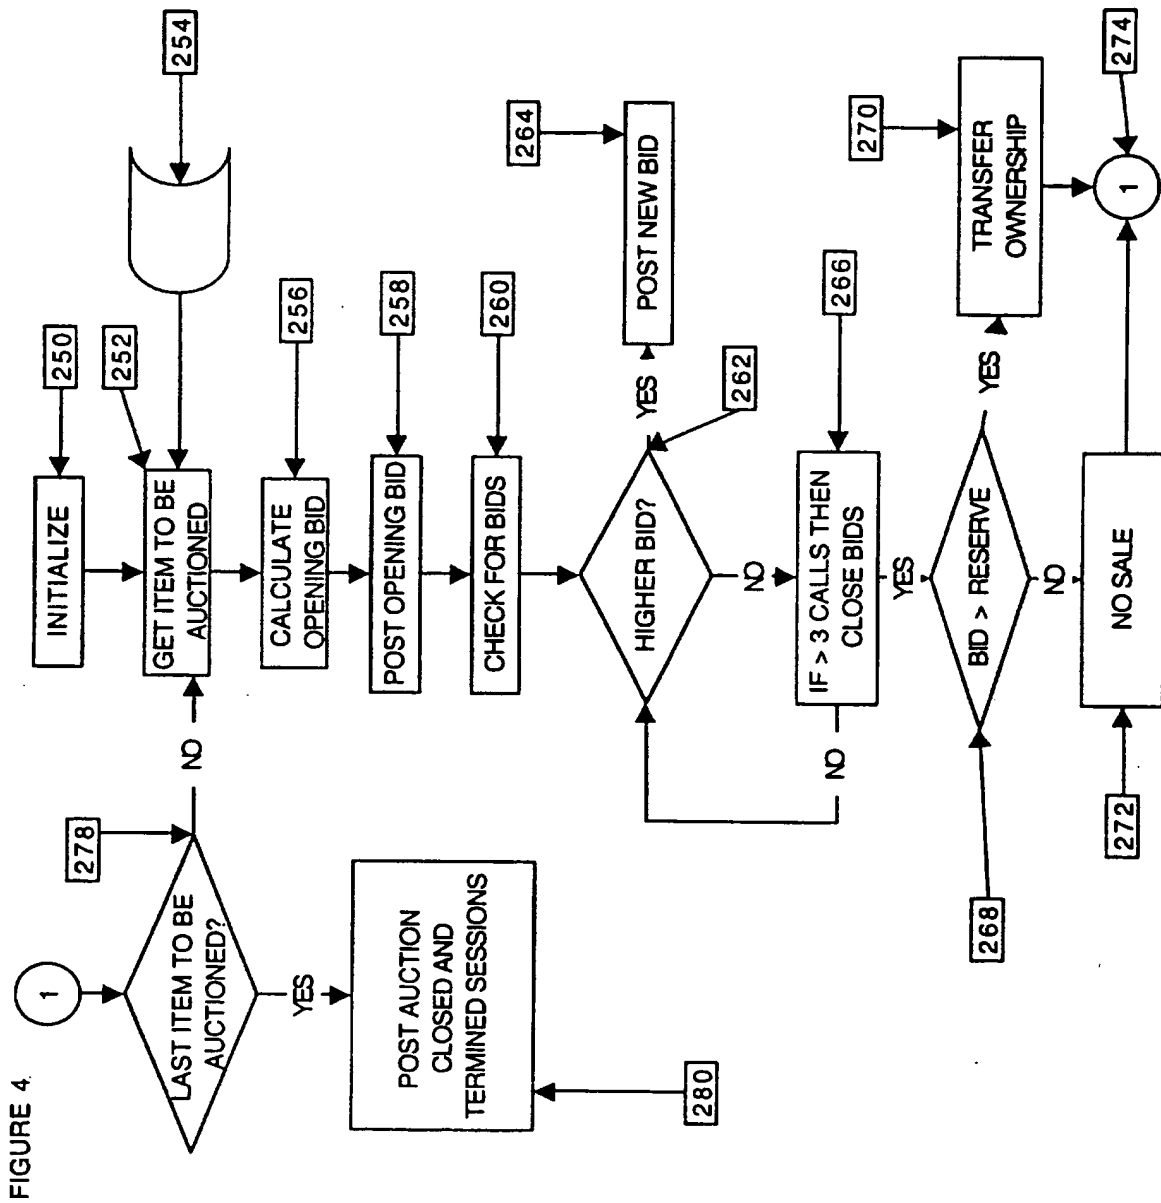 FIGURE 4.
1
LAST ITEM TO BE
AUCTIONED?
278
NO
YES
POST AUCTION
CLOSED AND
TERMINED SESSIONS
280
INITIALIZE
250
252
GET ITEM TO BE
AUCTIONED
254
CALCULATE
OPENING BID
256
POST OPENING BID
258
CHECK FOR BIDS
260
HIGHER BID?
262
YES
POST NEW BID
264
NO
IF > 3 CALLS THEN
CLOSE BIDS
266
NO
YES
BID > RESERVE
268
YES
TRANSFER
OWNERSHIP
270
NO
NO SALE
272
1
274